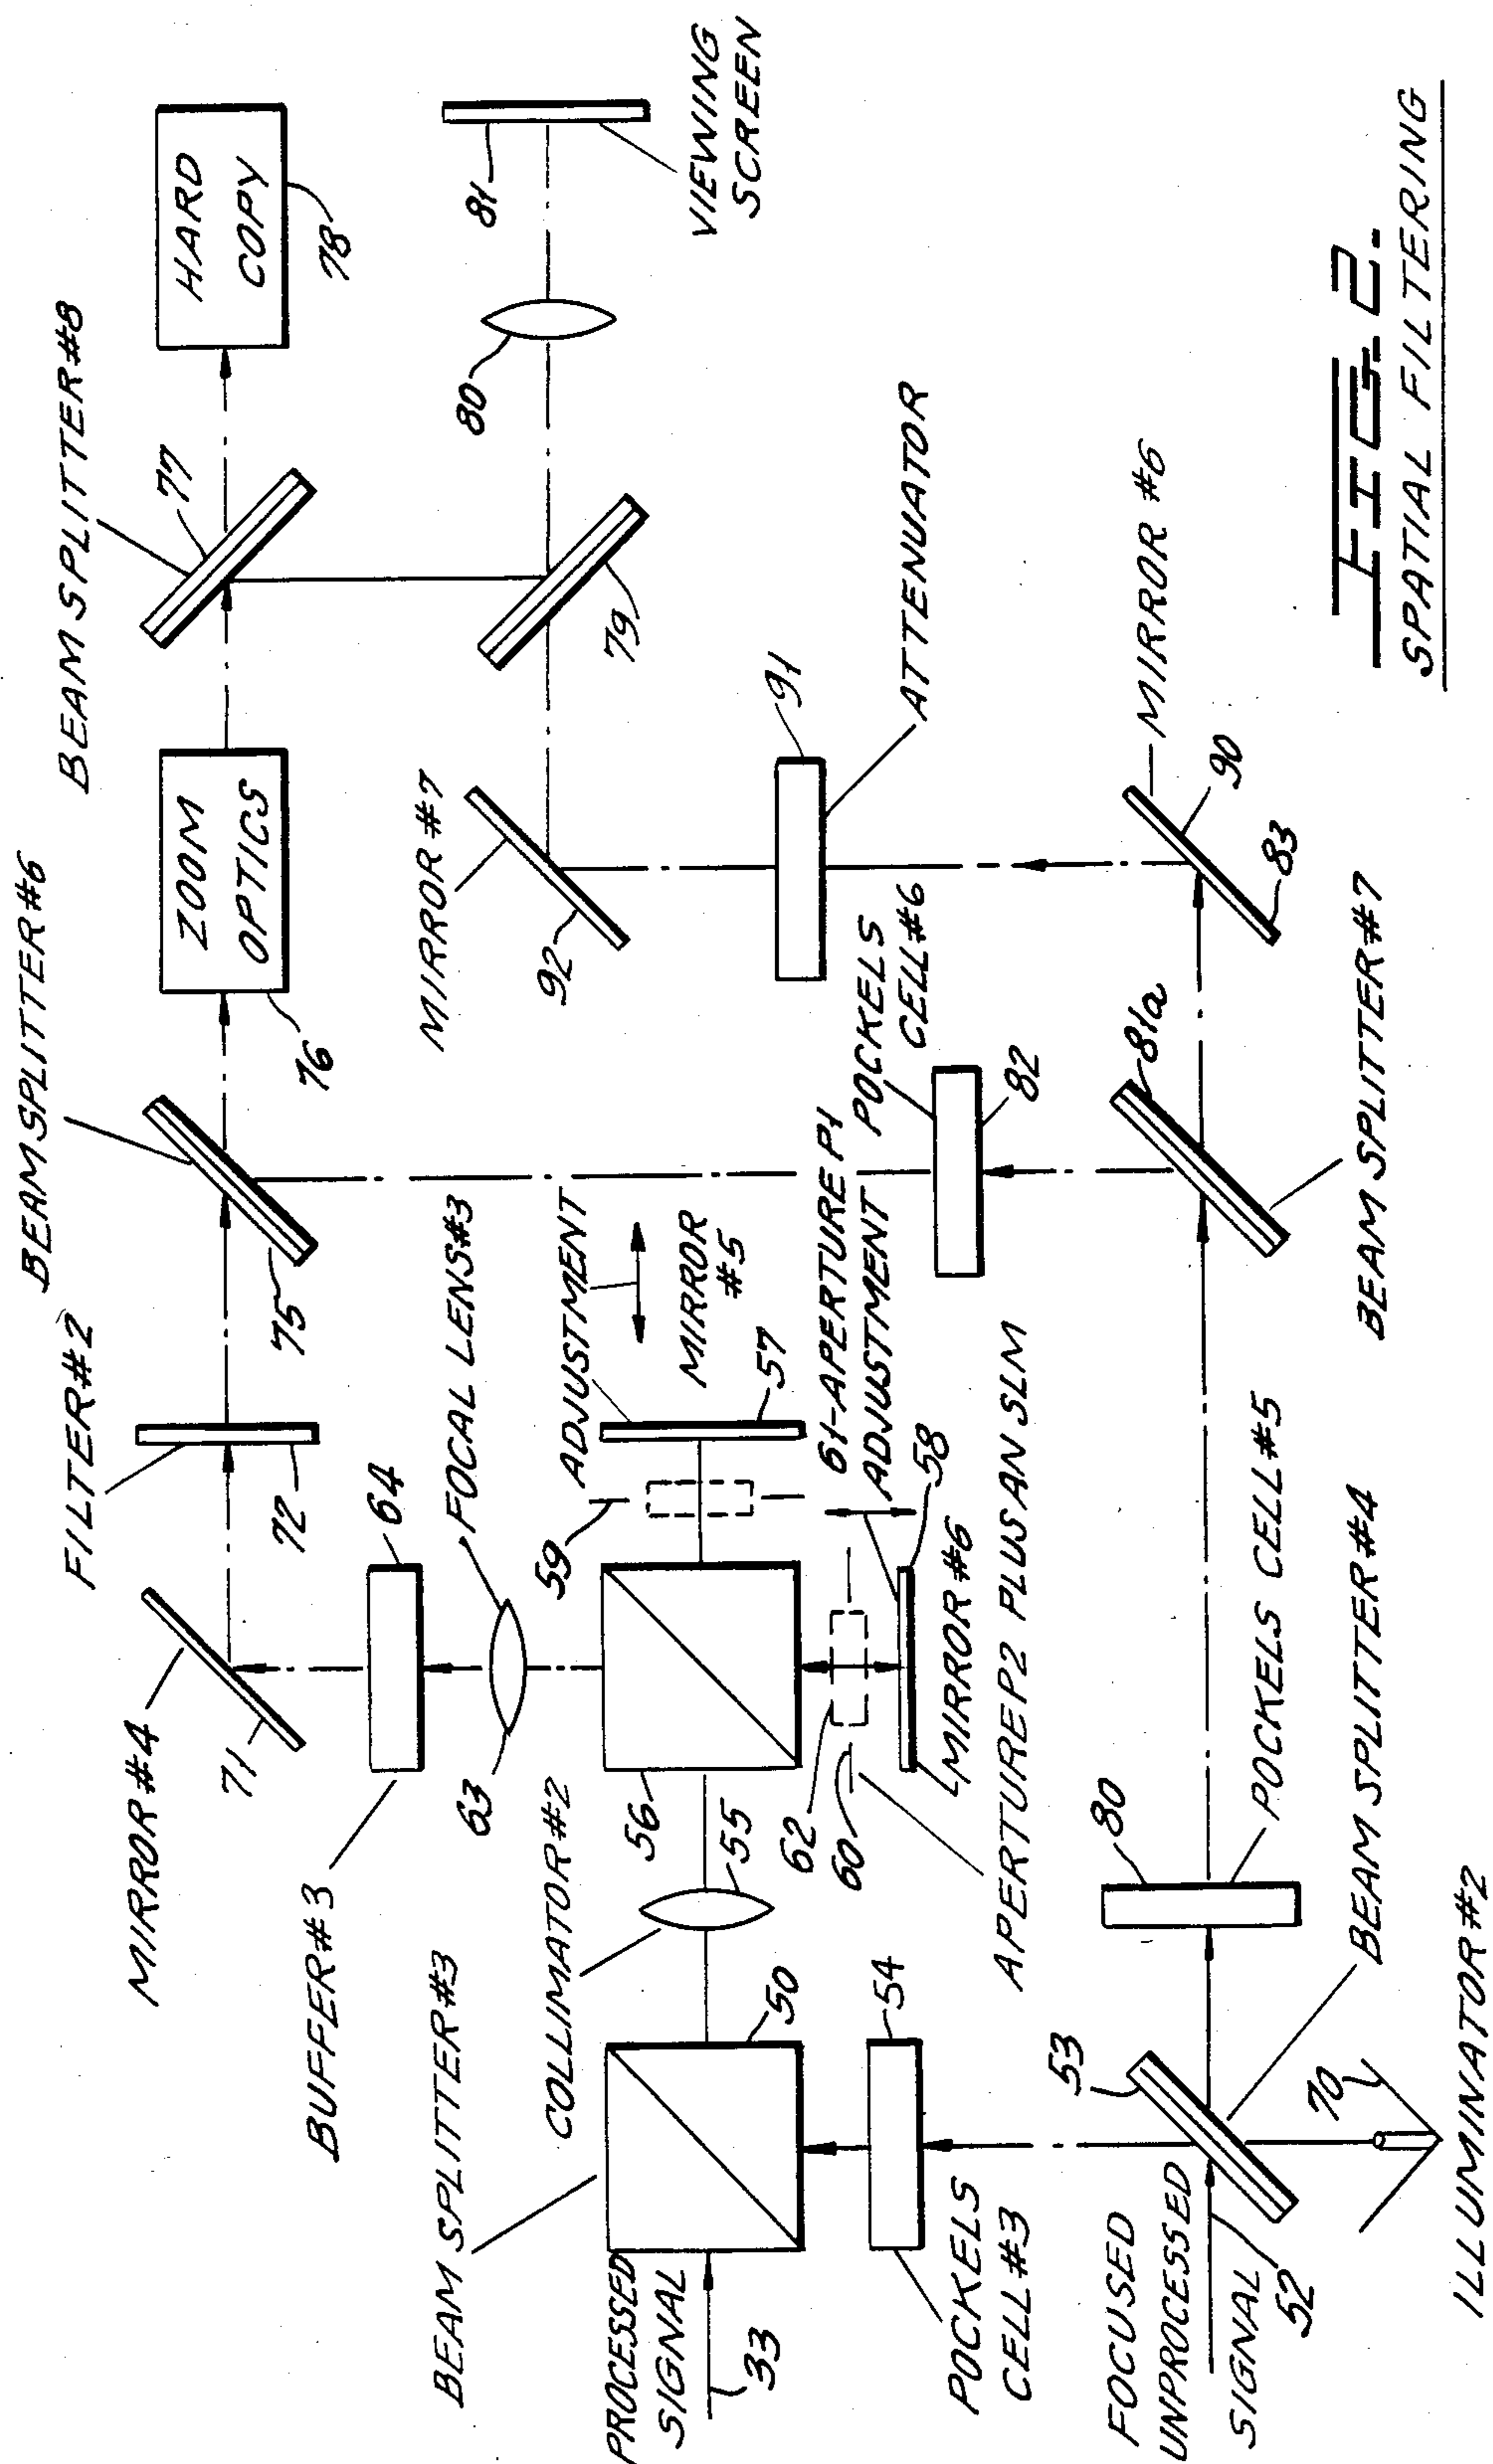 BEAM SPLITTER #8
77
HARD
COPY
78
BEAMSPLITTER #6
ZOOM
OPTICS
76
75
FILTER #2
72
MIRROR #4
71
BUFFER #3
64
FOCAL LENS #3
63
MIRROR #7
92
79
80
81
VIEWING
SCREEN
91
ATTENUATOR
ADJUSTMENT
MIRROR
#5
57
59
61-APERTURE P1
ADJUSTMENT
POCKELS
CELL #6
82
BEAM SPLITTER #3
COLLIMATOR #2
56
55
62
60
58
MIRROR #6
APERTURE P2 PLUS AN SLM
PROCESSED
SIGNAL
33
50
54
POCKELS
CELL #3
FOCUSED
UNPROCESSED
SIGNAL
52
53
70
ILLUMINATOR #2
BEAM SPLITTER #4
80
POCKELS CELL #5
81a
BEAM SPLITTER #7
MIRROR #6
90
83
FIG. 2.
SPATIAL FILTERING